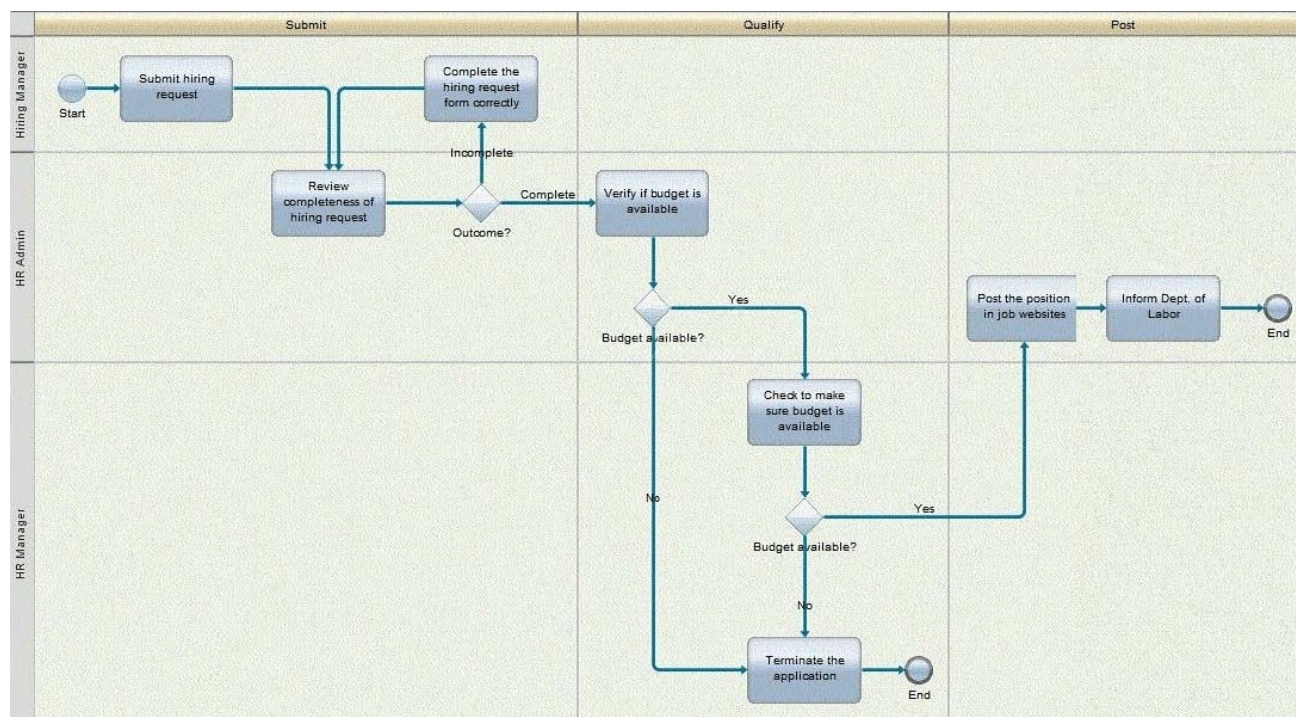 Submit
Qualify
Post
Hiring Manager
Start
Submit hiring
request
Complete the
hiring request
form correctly
Incomplete
HR Admin
Review
completeness of
hiring request
Outcome?
Complete
Verify if budget is
available
Budget available?
Yes
Post the position
in job websites
Inform Dept. of
Labor
End
HR Manager
Check to make
sure budget is
available
No
Budget available?
Yes
No
Terminate the
application
End